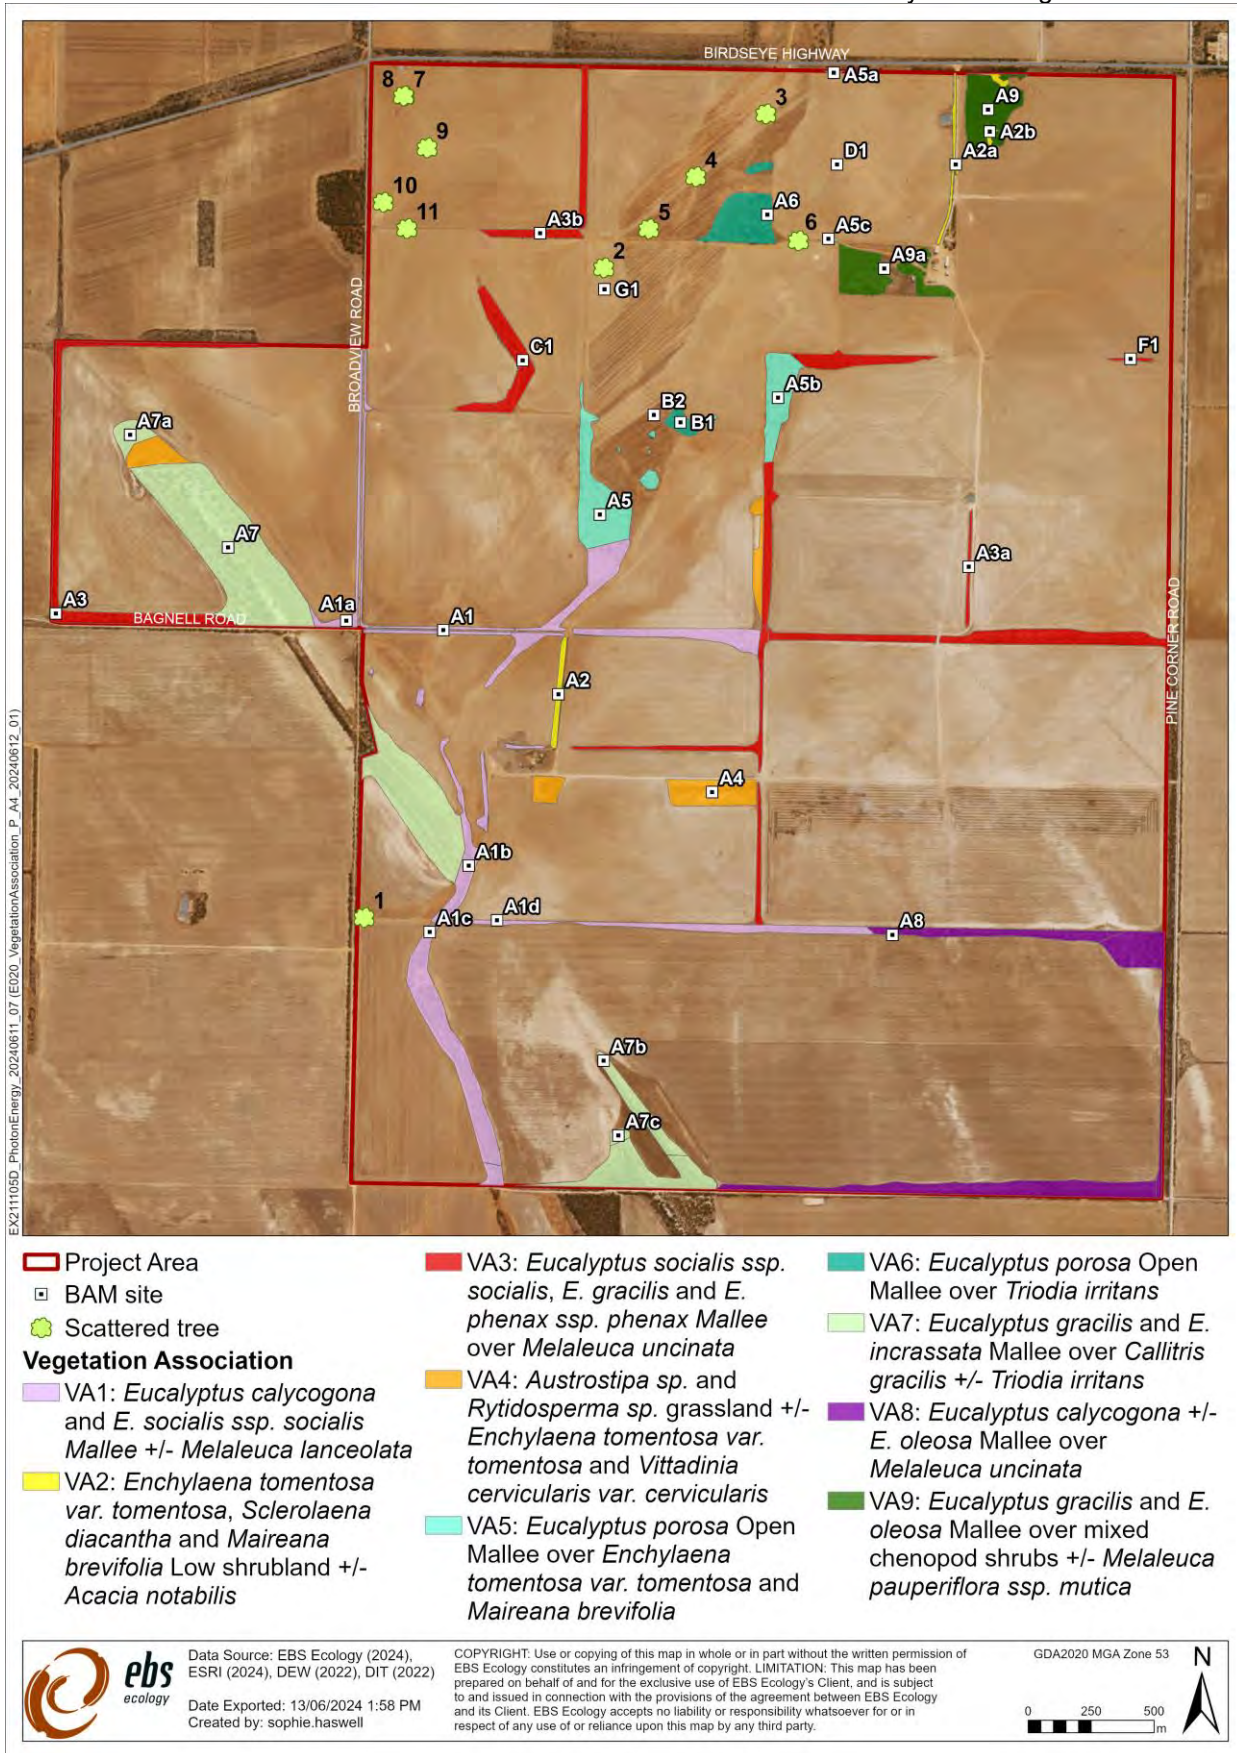 BIRDSEYE HIGHWAY
A5a
8
7
3
A9
9
A2b
4
D1
A2a
10
A6
11
A3b
5
6
A5c
2
A9a
G1
BROADVIEW ROAD
C1
F1
A5b
B2
B1
A7a
A5
A7
A3a
A3
A1a
A1
BAGNELL ROAD
PINE CORNER ROAD
A2
A4
A1b
1
A1c
A1d
A8
A7b
A7c
EX211105D_PhotonEnergy_20240611_07 (E020_VegetationAssociation_P_A4_20240612_01)
Project Area
BAM site
Scattered tree
Vegetation Association
VA1: Eucalyptus calycogona
and E. socialis ssp. socialis
Mallee +/- Melaleuca lanceolata
VA2: Enchylaena tomentosa
var. tomentosa, Sclerolaena
diacantha and Maireana
brevifolia Low shrubland +/-
Acacia notabilis
VA3: Eucalyptus socialis ssp.
socialis, E. gracilis and E.
phenax ssp. phenax Mallee
over Melaleuca uncinata
VA4: Austrostipa sp. and
Rytidosperma sp. grassland +/-
Enchylaena tomentosa var.
tomentosa and Vittadinia
cervicularis var. cervicularis
VA5: Eucalyptus porosa Open
Mallee over Enchylaena
tomentosa var. tomentosa and
Maireana brevifolia
VA6: Eucalyptus porosa Open
Mallee over Triodia irritans
VA7: Eucalyptus gracilis and E.
incrassata Mallee over Callitris
gracilis +/- Triodia irritans
VA8: Eucalyptus calycogona +/-
E. oleosa Mallee over
Melaleuca uncinata
VA9: Eucalyptus gracilis and E.
oleosa Mallee over mixed
chenopod shrubs +/- Melaleuca
pauperiflora ssp. mutica
ebs
ecology
Data Source: EBS Ecology (2024),
ESRI (2024), DEW (2022), DIT (2022)
Date Exported: 13/06/2024 1:58 PM
Created by: sophie.haswell
COPYRIGHT: Use or copying of this map in whole or in part without the written permission of
EBS Ecology constitutes an infringement of copyright. LIMITATION: This map has been
prepared on behalf of and for the exclusive use of EBS Ecology's Client, and is subject
to and issued in connection with the provisions of the agreement between EBS Ecology
and its Client. EBS Ecology accepts no liability or responsibility whatsoever for or in
respect of any use of or reliance upon this map by any third party.
GDA2020 MGA Zone 53
N
0 250 500
m